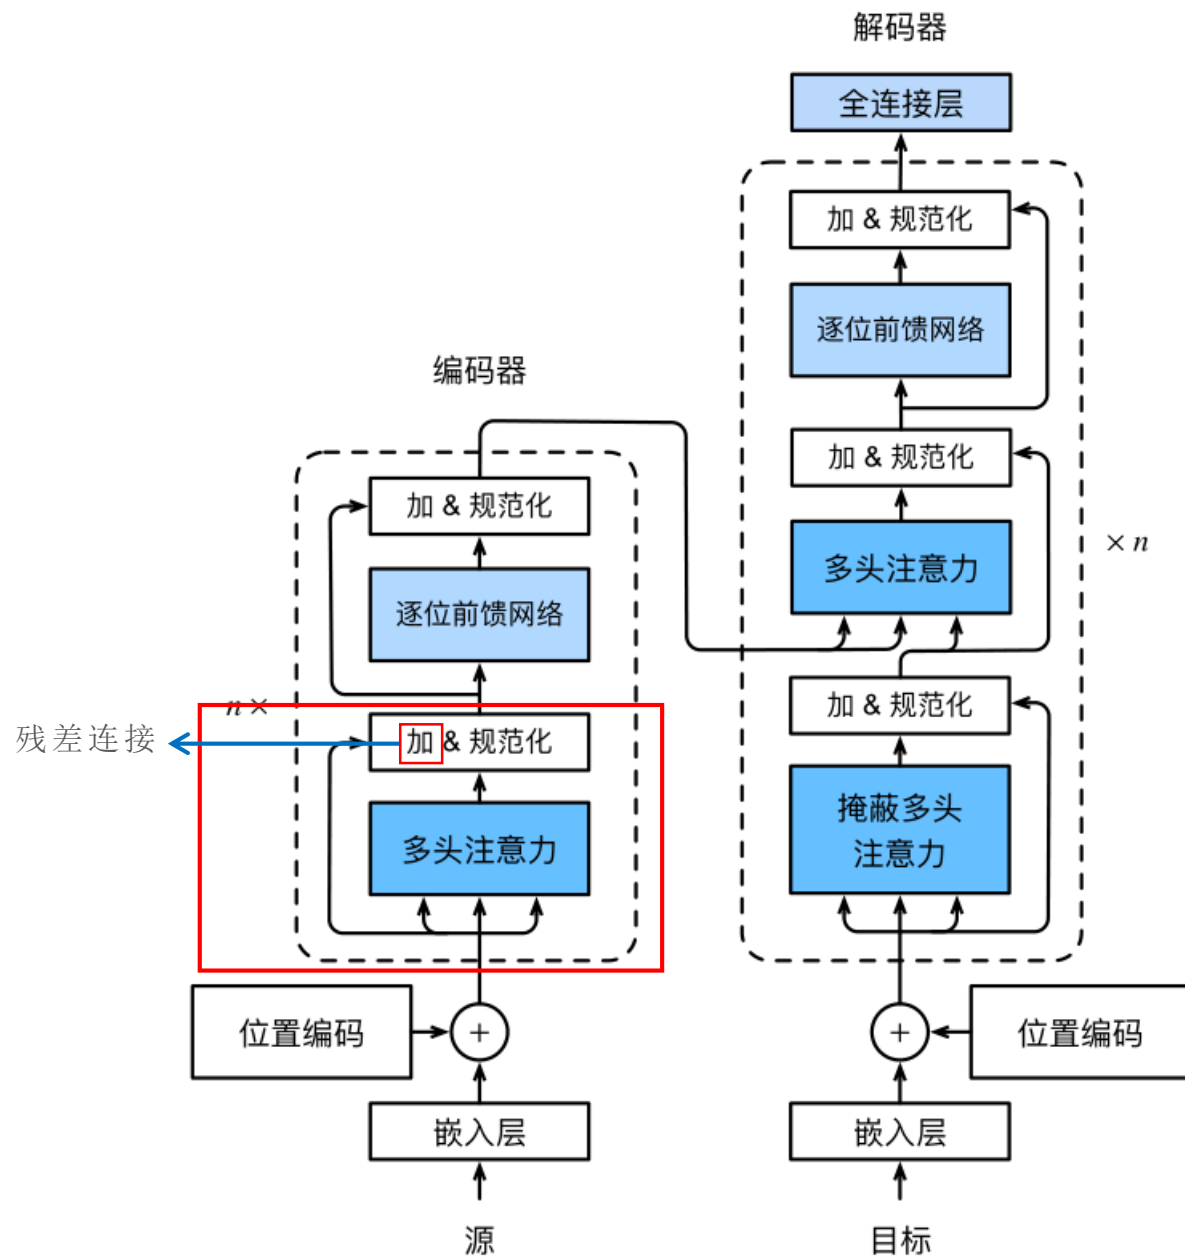 解码器
全连接层
加 & 规范化
逐位前馈网络
加 & 规范化
多头注意力
× n
加 & 规范化
掩蔽多头
注意力
位置编码
+
嵌入层
目标
编码器
加 & 规范化
逐位前馈网络
n ×
加 & 规范化
残差连接
多头注意力
位置编码
+
嵌入层
源